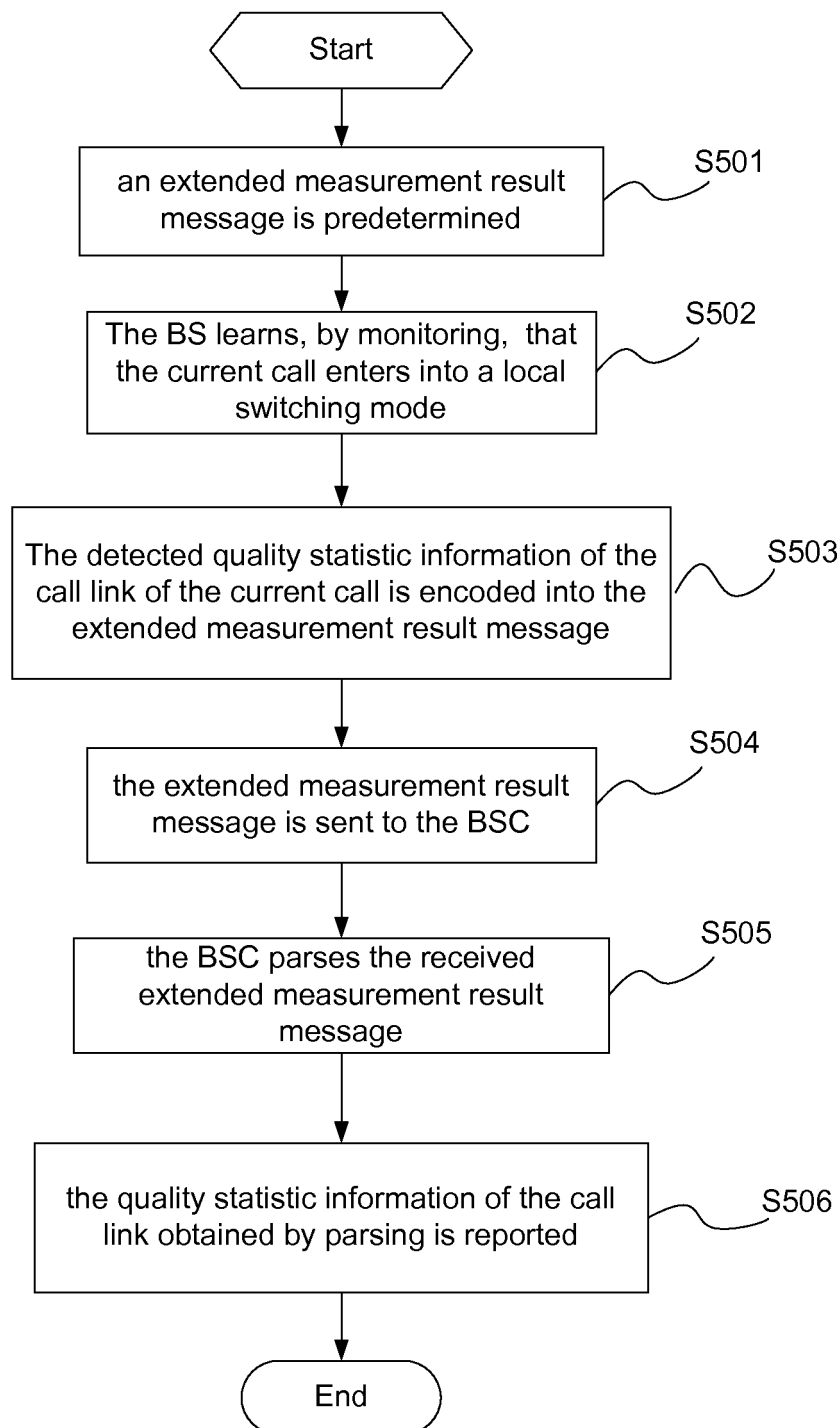 Start
an extended measurement result
message is predetermined
S501
The BS learns, by monitoring, that
the current call enters into a local
switching mode
S502
The detected quality statistic information of the
call link of the current call is encoded into the
extended measurement result message
S503
the extended measurement result
message is sent to the BSC
S504
the BSC parses the received
extended measurement result
message
S505
the quality statistic information of the call
link obtained by parsing is reported
S506
End